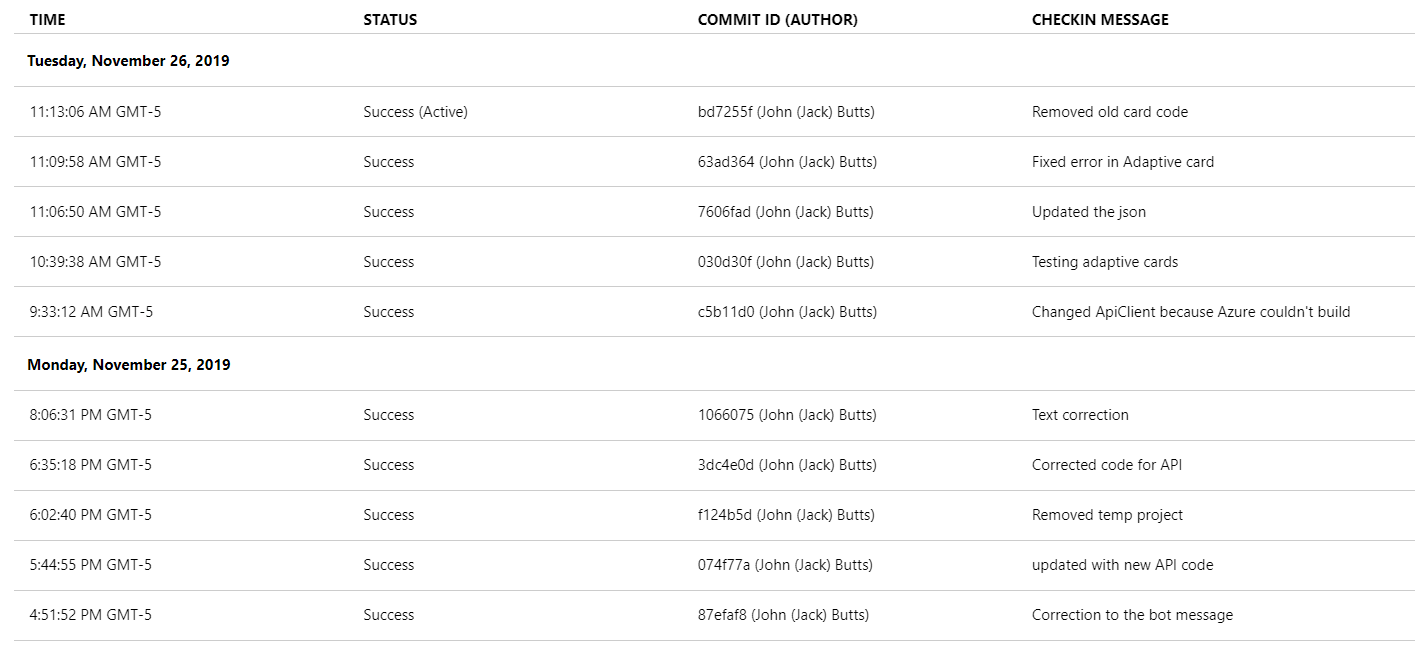 TIME STATUS COMMIT ID (AUTHOR) CHECKIN MESSAGE
Tuesday, November 26, 2019
11:13:06 AM GMT-5 Success (Active) bd7255f (John (Jack) Butts) Removed old card code
11:09:58 AM GMT-5 Success 63ad364 (John (Jack) Butts) Fixed error in Adaptive card
11:06:50 AM GMT-5 Success 7606fad (John (Jack) Butts) Updated the json
10:39:38 AM GMT-5 Success 030d30f (John (Jack) Butts) Testing adaptive cards
9:33:12 AM GMT-5 Success c5b11d0 (John (Jack) Butts) Changed ApiClient because Azure couldn't build
Monday, November 25, 2019
8:06:31 PM GMT-5 Success 1066075 (John (Jack) Butts) Text correction
6:35:18 PM GMT-5 Success 3dc4e0d (John (Jack) Butts) Corrected code for API
6:02:40 PM GMT-5 Success f124b5d (John (Jack) Butts) Removed temp project
5:44:55 PM GMT-5 Success 074f77a (John (Jack) Butts) updated with new API code
4:51:52 PM GMT-5 Success 87efaf8 (John (Jack) Butts) Correction to the bot message